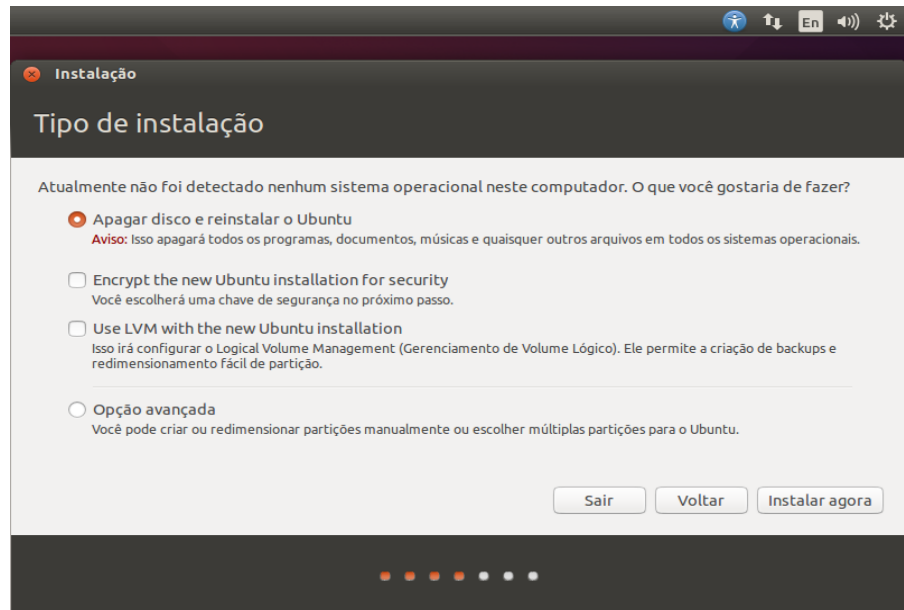 En
Instalação
Tipo de instalação
Atualmente não foi detectado nenhum sistema operacional neste computador. O que você gostaria de fazer?
Apagar disco e reinstalar o Ubuntu
Aviso: Isso apagará todos os programas, documentos, músicas e quaisquer outros arquivos em todos os sistemas operacionais.
Encrypt the new Ubuntu installation for security
Você escolherá uma chave de segurança no próximo passo.
Use LVM with the new Ubuntu installation
Isso irá configurar o Logical Volume Management (Gerenciamento de Volume Lógico). Ele permite a criação de backups e
redimensionamento fácil de partição.
Opção avançada
Você pode criar ou redimensionar partições manualmente ou escolher múltiplas partições para o Ubuntu.
Sair Voltar Instalar agora